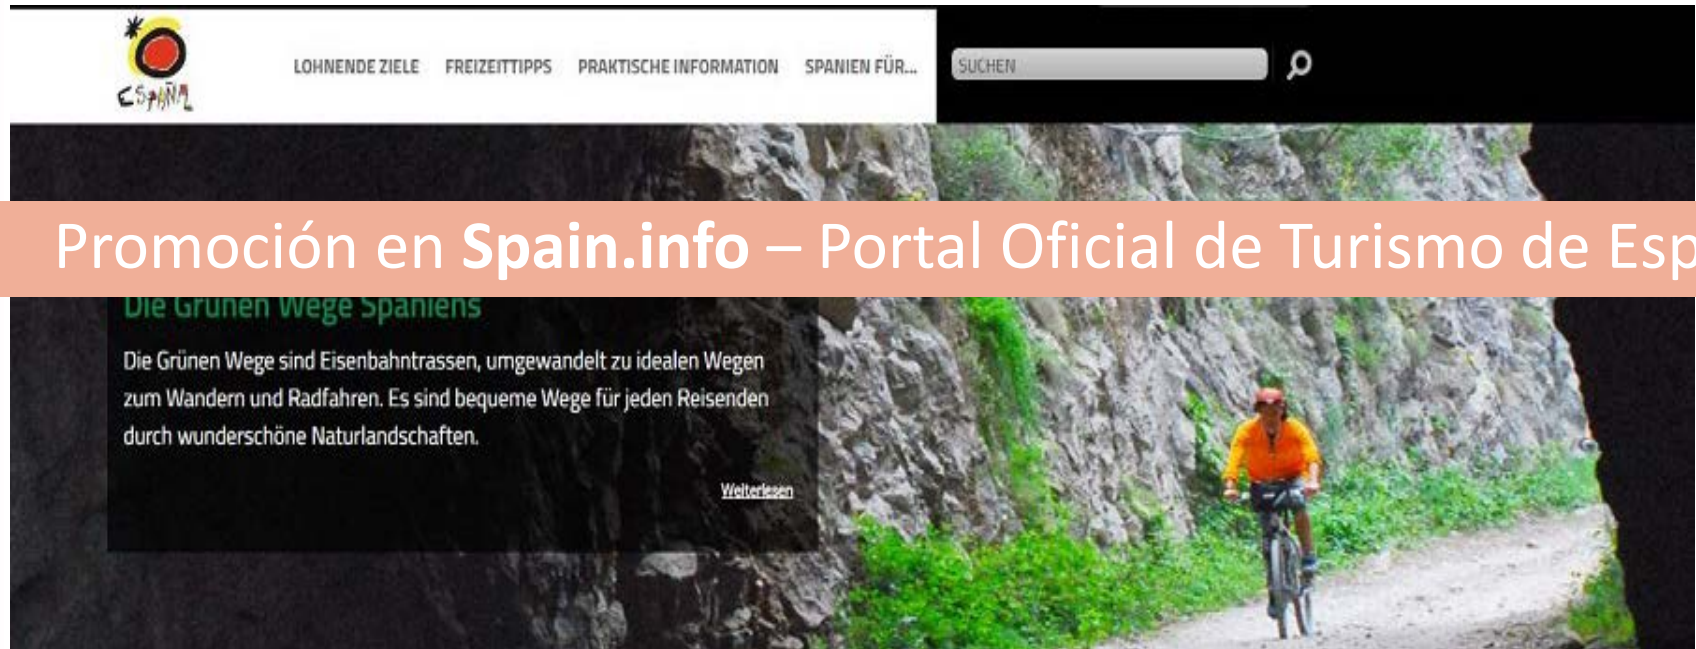 ESPAÑA
LOHNENDE ZIELE FREIZEITTIPPS PRAKTISCHE INFORMATION SPANIEN FÜR... SUCHEN
Promoción en Spain.info – Portal Oficial de Turismo de Esp
Die Grünen Wege Spaniens
Die Grünen Wege sind Eisenbahntrassen, umgewandelt zu idealen Wegen
zum Wandern und Radfahren. Es sind bequeme Wege für jeden Reisenden
durch wunderschöne Naturlandschaften.
Weiterlesen